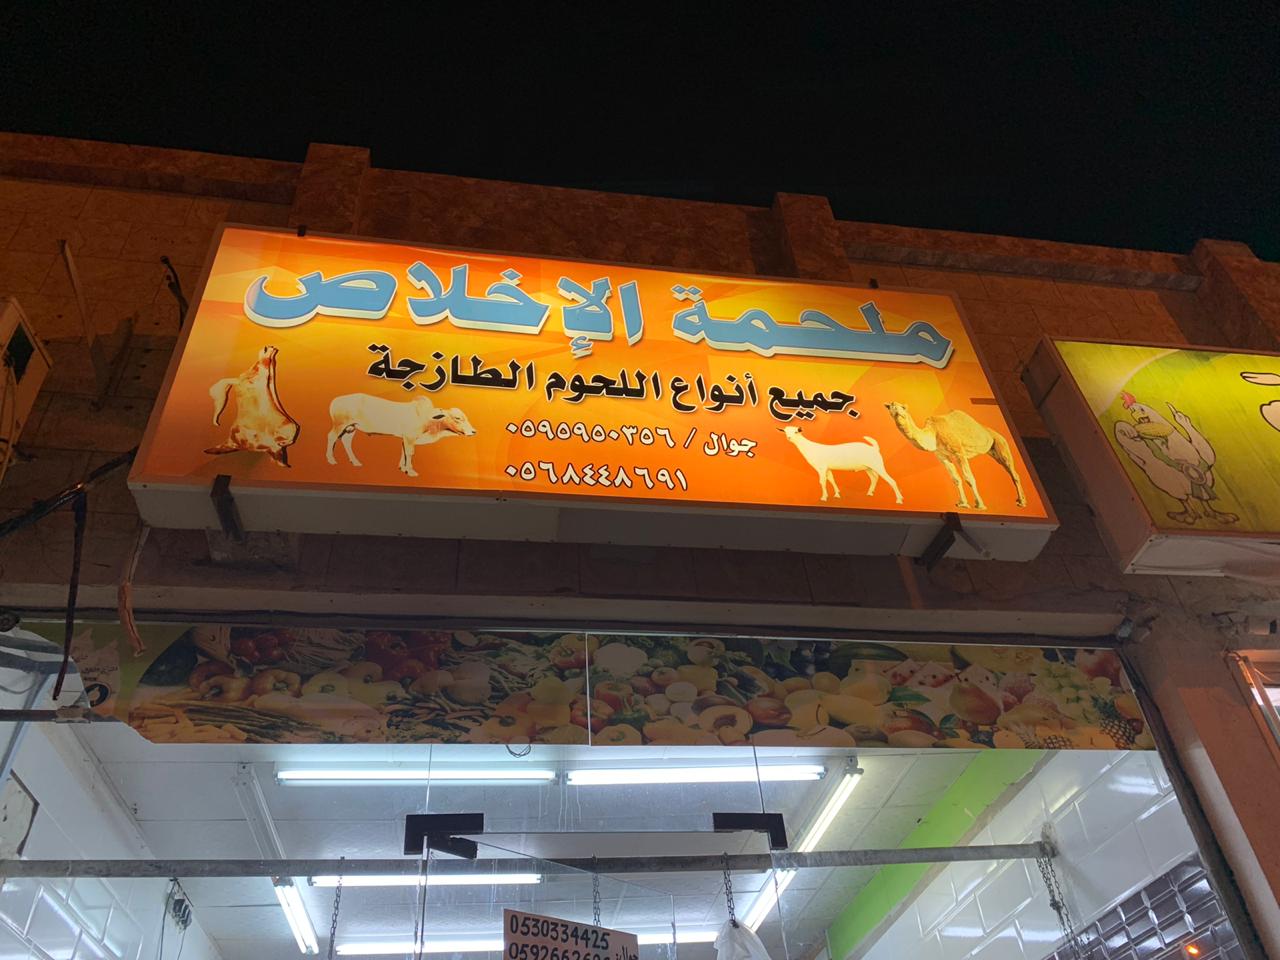 ملحمة الإخلاص
جميع أنواع اللحوم الطازجة
جوال / ٠٥٩٥٩٥٠٣٥٦
٠٥٦٨٤٤٨٦٩١
0530334425